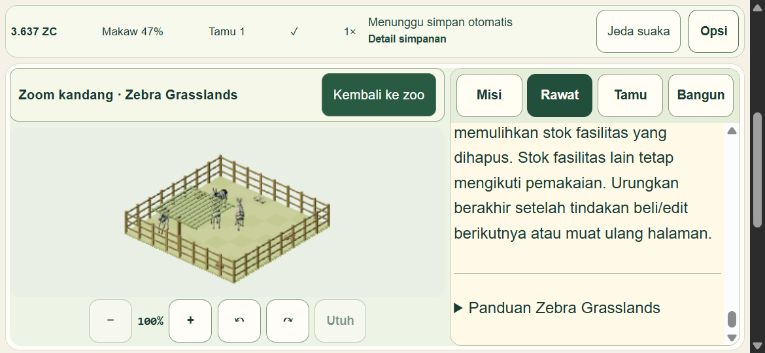 3.637 ZC
Makaw 47%
Tamu 1
✓
1×
Menunggu simpan otomatis
Detail simpanan
Jeda suaka
Opsi
Zoom kandang · Zebra Grasslands
Kembali ke zoo
Misi
Rawat
Tamu
Bangun
memulihkan stok fasilitas yang
dihapus. Stok fasilitas lain tetap
mengikuti pemakaian. Urungkan
berakhir setelah tindakan beli/edit
berikutnya atau muat ulang halaman.
▶ Panduan Zebra Grasslands
−
100%
+
↶
↷
Utuh